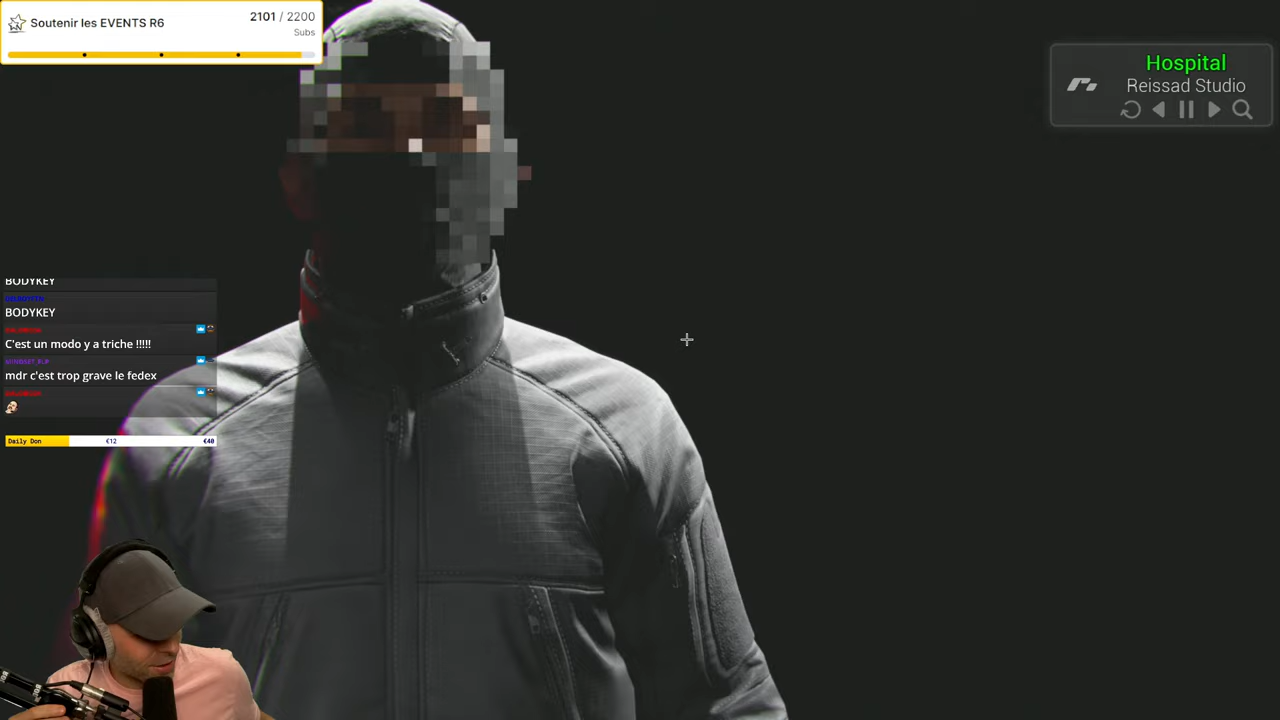 Soutenir les EVENTS R6
2101 / 2200
Subs
Hospital
Reissad Studio
BODYKEY
BODYKEY
C'est un modo y a triche !!!!!
mdr c'est trop grave le fedex
Daily Don
€12
€40